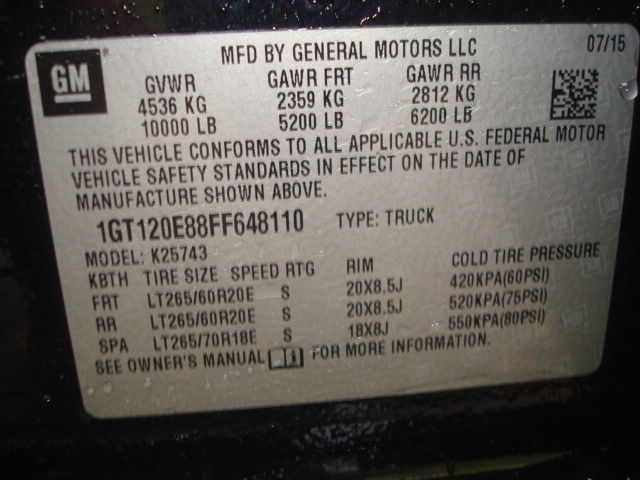 GM
MFD BY GENERAL MOTORS LLC 07/15
GVWR GAWR FRT GAWR RR
4536 KG 2359 KG 2812 KG
10000 LB 5200 LB 6200 LB
THIS VEHICLE CONFORMS TO ALL APPLICABLE U.S. FEDERAL MOTOR
VEHICLE SAFETY STANDARDS IN EFFECT ON THE DATE OF
MANUFACTURE SHOWN ABOVE.
1GT120E88FF648110 TYPE: TRUCK
MODEL: K25743
KBTH TIRE SIZE SPEED RTG RIM COLD TIRE PRESSURE
FRT LT265/60R20E S 20X8.5J 420KPA(60PSI)
RR LT265/60R20E S 20X8.5J 520KPA(75PSI)
SPA LT265/70R18E S 18X8J 550KPA(80PSI)
SEE OWNER'S MANUAL FOR MORE INFORMATION.